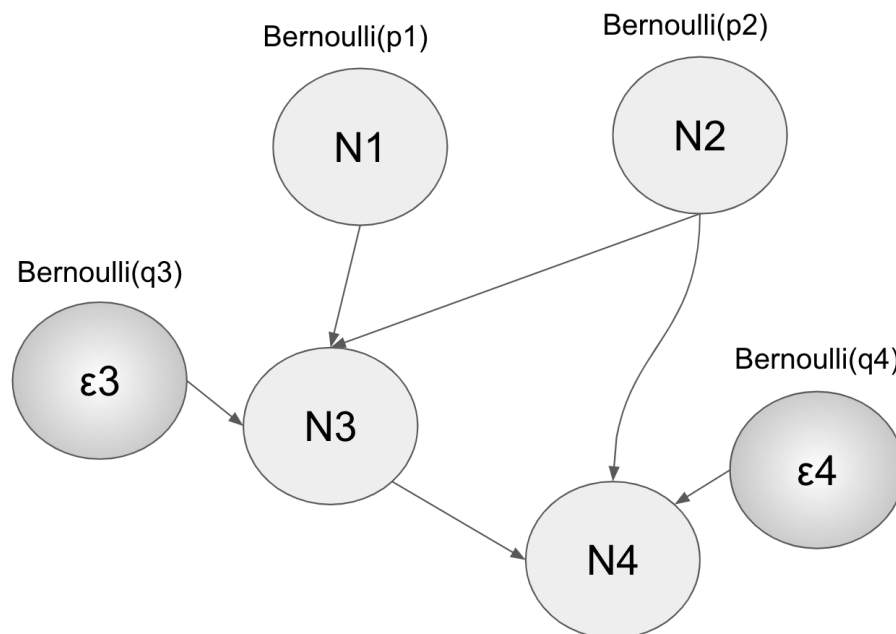 Bernoulli(p1)
Bernoulli(p2)
N1
N2
Bernoulli(q3)
ε3
N3
Bernoulli(q4)
ε4
N4